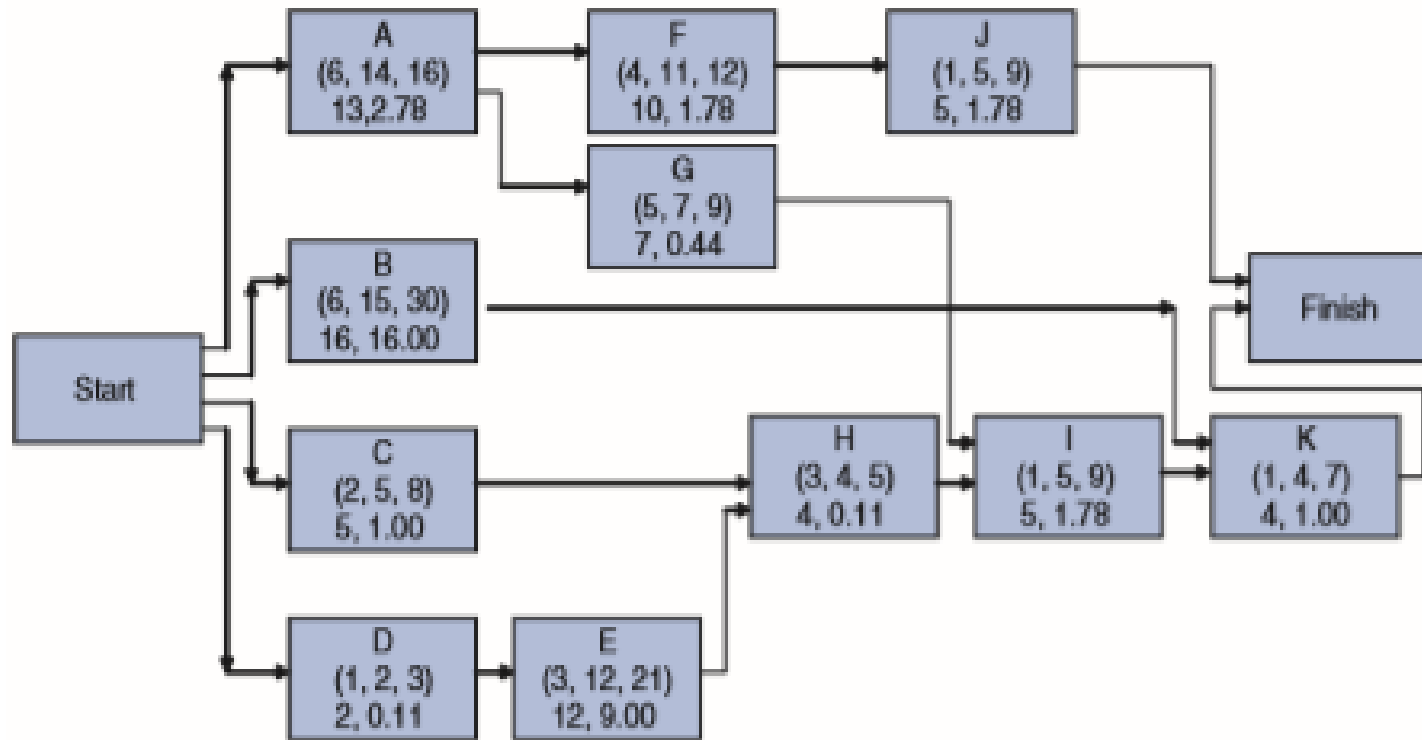 A
(6, 14, 16)
13,2.78
F
(4, 11, 12)
10, 1.78
J
(1, 5, 9)
5, 1.78
G
(5, 7, 9)
7, 0.44
B
(6, 15, 30)
16, 16.00
Start
Finish
C
(2, 5, 8)
5, 1.00
H
(3, 4, 5)
4, 0.11
I
(1, 5, 9)
5, 1.78
K
(1, 4, 7)
4, 1.00
D
(1, 2, 3)
2, 0.11
E
(3, 12, 21)
12, 9.00